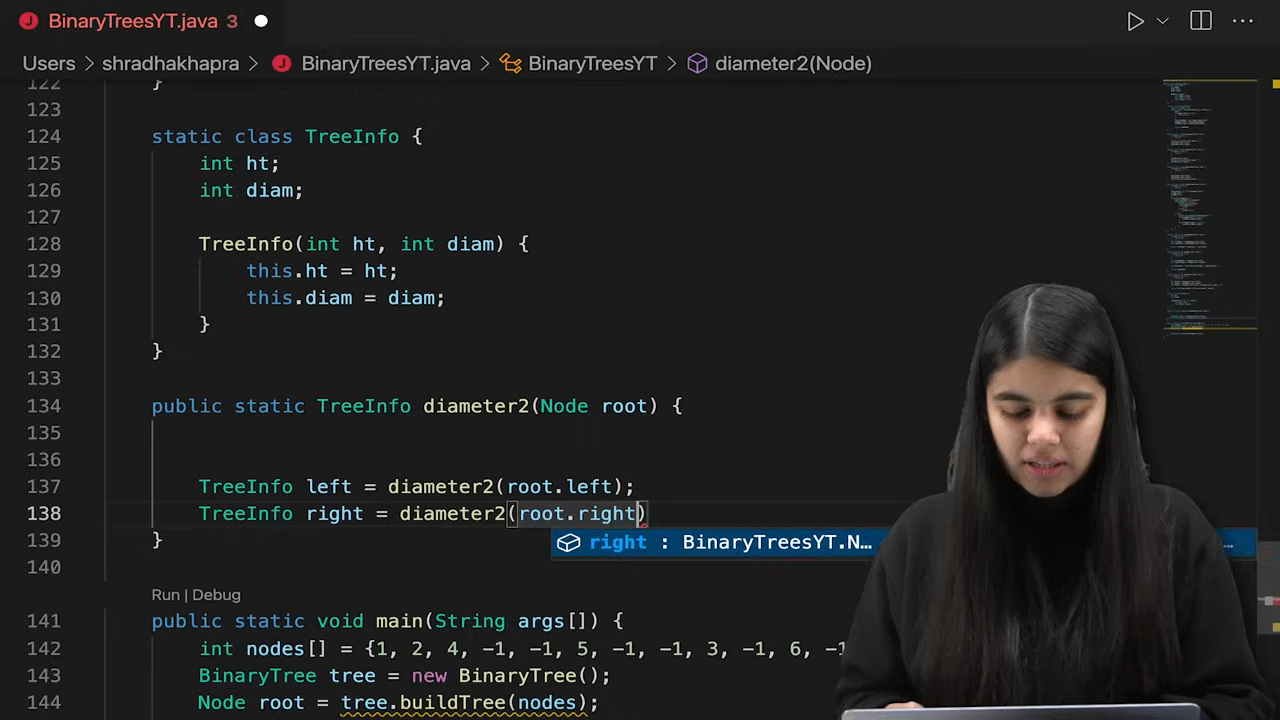 BinaryTreesYT.java 3
Users > shradhakhapra > BinaryTreesYT.java > BinaryTreesYT > diameter2(Node)
122 }
123
124 static class TreeInfo {
125 int ht;
126 int diam;
127
128 TreeInfo(int ht, int diam) {
129 this.ht = ht;
130 this.diam = diam;
131 }
132 }
133
134 public static TreeInfo diameter2(Node root) {
135
136
137 TreeInfo left = diameter2(root.left);
138 TreeInfo right = diameter2(root.right)
right : BinaryTreesYT.N...
139 }
140
Run | Debug
141 public static void main(String args[]) {
142 int nodes[] = {1, 2, 4, -1, -1, 5, -1, -1, 3, -1, 6, -1
143 BinaryTree tree = new BinaryTree();
144 Node root = tree.buildTree(nodes);